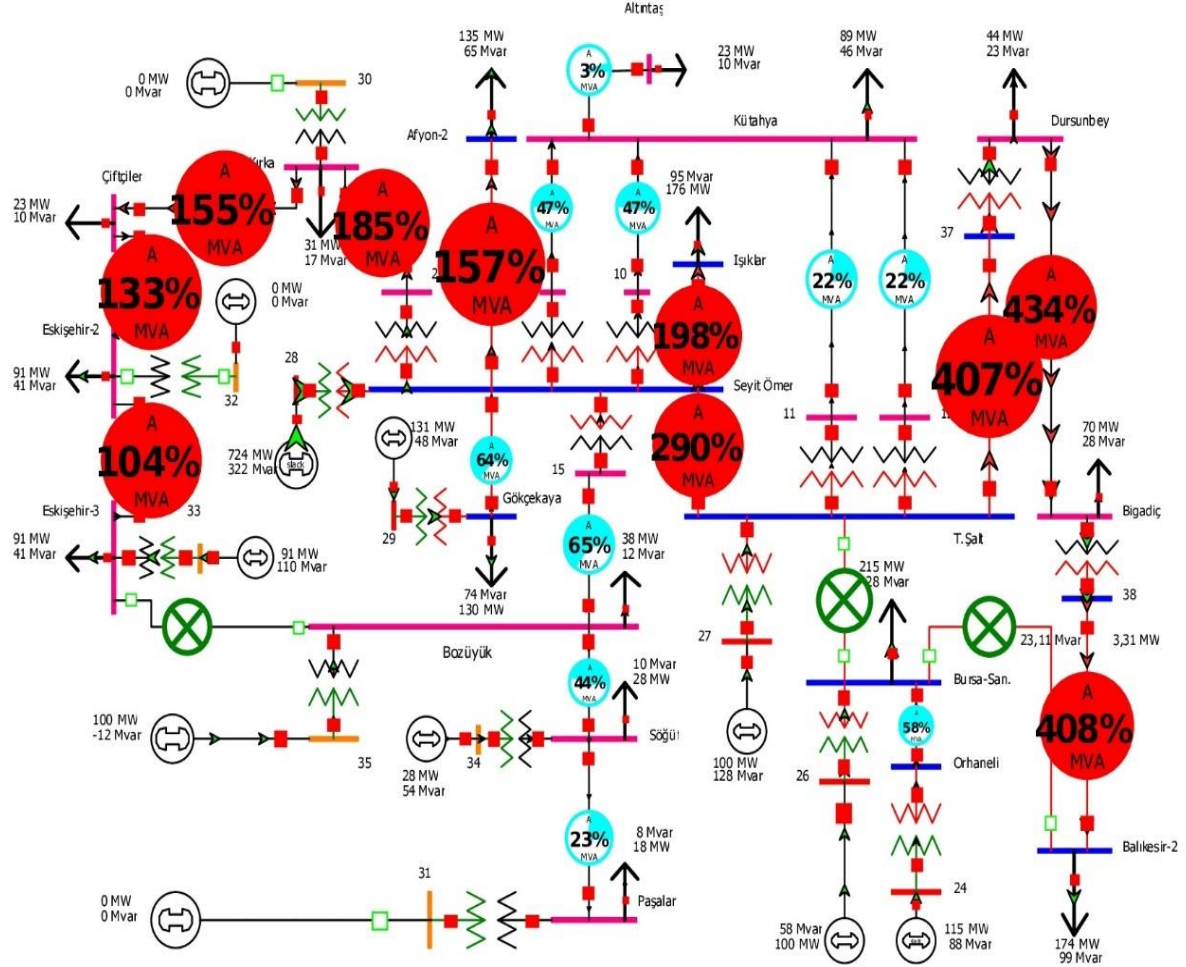 Altıntaş
135 MW
65 Mvar
A
3%
MVA
23 MW
10 Mvar
89 MW
46 Mvar
44 MW
23 Mvar
0 MW
0 Mvar
30
Afyon-2
Kütahya
Dursunbey
Çiftçiler
A
155%
MVA
A
185%
MVA
23 MW
10 Mvar
31 MW
17 Mvar
A
157%
MVA
A
47%
MVA
A
47%
MVA
95 Mvar
176 MW
Işıklar
37
10
A
133%
MVA
0 MW
0 Mvar
A
22%
MVA
A
22%
MVA
A
434%
MVA
A
198%
MVA
A
407%
MVA
Eskişehir-2
91 MW
41 Mvar
32
28
Seyit Ömer
A
104%
MVA
724 MW
322 Mvar
slack
131 MW
48 Mvar
A
64%
MVA
15
A
290%
MVA
11
70 MW
28 Mvar
Eskişehir-3
33
Gökçekaya
29
T.Şalt
Bigadiç
91 MW
41 Mvar
91 MW
110 Mvar
74 Mvar
130 MW
A
65%
MVA
38 MW
12 Mvar
215 MW
28 Mvar
38
27
23,11 Mvar
3,31 MW
Bozüyük
A
44%
MVA
10 Mvar
28 MW
Bursa-San.
A
408%
MVA
100 MW
-12 Mvar
35
28 MW
54 Mvar
34
Söğüt
100 MW
128 Mvar
26
A
58%
MVA
Orhaneli
A
23%
MVA
8 Mvar
18 MW
Balıkesir-2
31
24
0 MW
0 Mvar
Paşalar
58 Mvar
100 MW
115 MW
88 Mvar
174 MW
99 Mvar